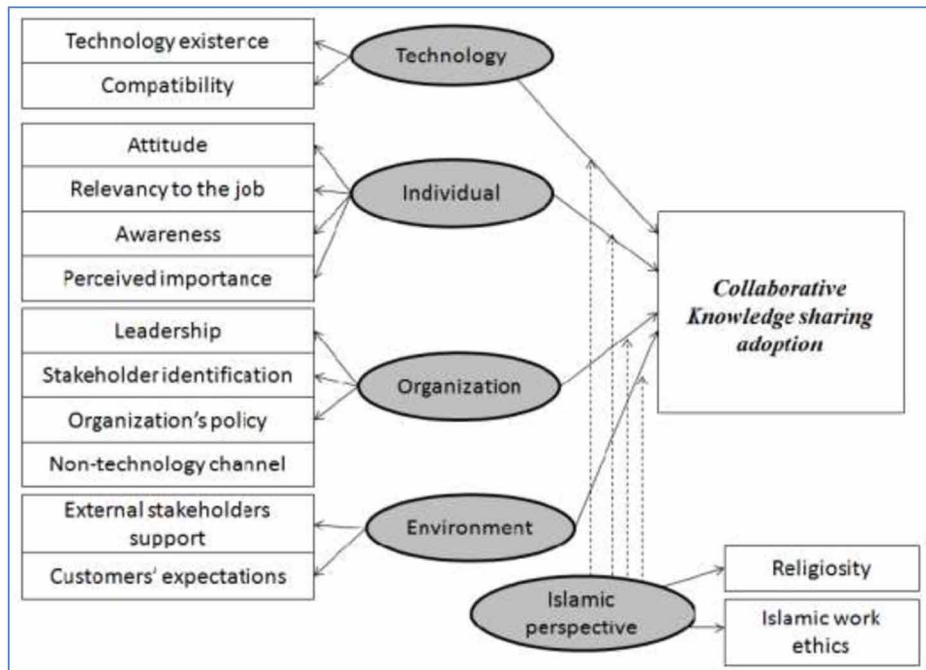 Technology existence
Compatibility
Technology
Attitude
Relevancy to the job
Awareness
Perceived importance
Individual
Leadership
Stakeholder identification
Organization's policy
Non-technology channel
Organization
External stakeholders
support
Customers' expectations
Environment
Collaborative
Knowledge sharing
adoption
Islamic
perspective
Religiosity
Islamic work
ethics